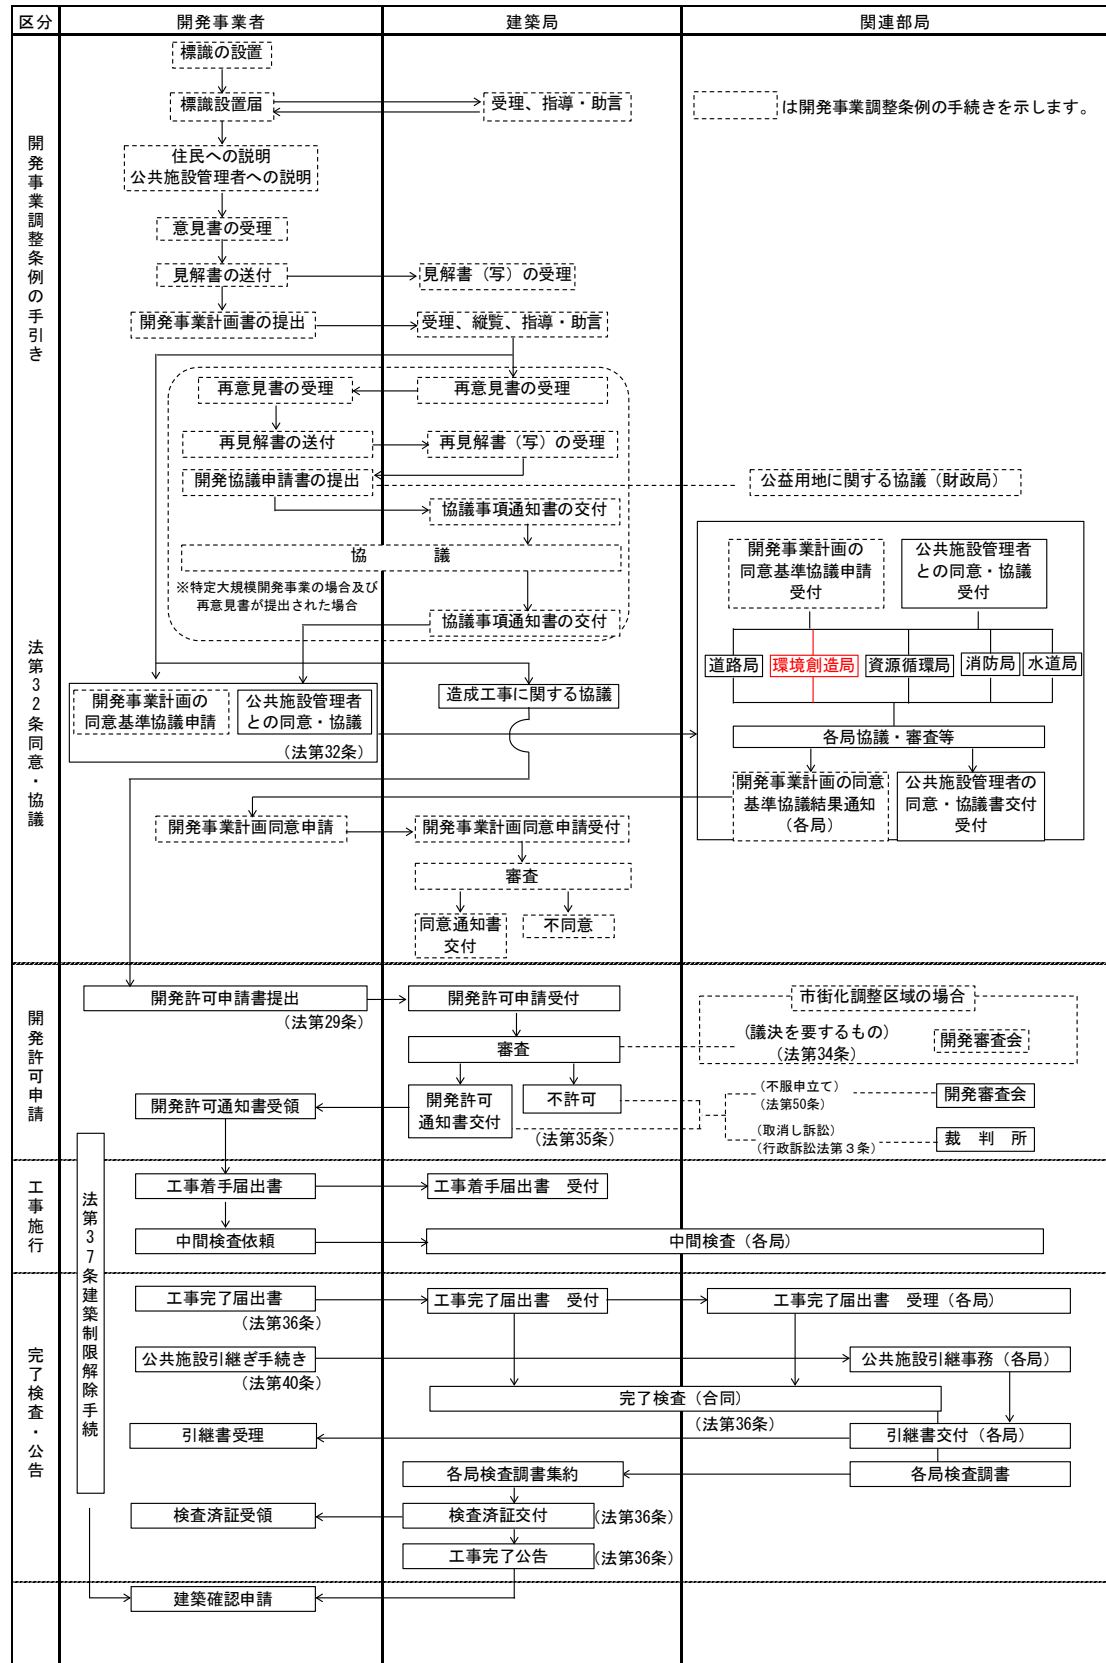 区分
開発事業者
建築局
関連部局
開発事業調整条例の手引き
標識の設置
標識設置届
受理、指導・助言
は開発事業調整条例の手続きを示します。
住民への説明
公共施設管理者への説明
意見書の受理
見解書の送付
見解書（写）の受理
開発事業計画書の提出
受理、縦覧、指導・助言
再意見書の受理
再意見書の受理
再見解書の送付
再見解書（写）の受理
開発協議申請書の提出
公益用地に関する協議（財政局）
協議事項通知書の交付
協　　　議
※特定大規模開発事業の場合及び
再意見書が提出された場合
協議事項通知書の交付
開発事業計画の
同意基準協議申請
受付
公共施設管理者
との同意・協議
受付
道路局
環境創造局
資源循環局
消防局
水道局
法第32条同意・協議
開発事業計画の
同意基準協議申請
公共施設管理者
との同意・協議
（法第32条）
造成工事に関する協議
各局協議・審査等
開発事業計画の同意
基準協議結果通知
（各局）
公共施設管理者の
同意・協議書交付
受付
開発事業計画同意申請
開発事業計画同意申請受付
審査
同意通知書
交付
不同意
開発許可申請
開発許可申請書提出
（法第29条）
開発許可申請受付
市街化調整区域の場合
（議決を要するもの）
（法第34条）
開発審査会
審査
開発許可
通知書交付
不許可
（法第35条）
開発許可通知書受領
（不服申立て）
（法第50条）
開発審査会
（取消し訴訟）
（行政訴訟法第３条）
裁　判　所
法第37条建築制限解除手続
工事施行
工事着手届出書
工事着手届出書　受付
中間検査依頼
中間検査（各局）
完了検査・公告
工事完了届出書
（法第36条）
工事完了届出書　受付
工事完了届出書　受理（各局）
公共施設引継ぎ手続き
（法第40条）
公共施設引継事務（各局）
完了検査（合同）
（法第36条）
引継書受理
引継書交付（各局）
各局検査調書集約
各局検査調書
検査済証受領
検査済証交付
（法第36条）
工事完了公告
（法第36条）
建築確認申請